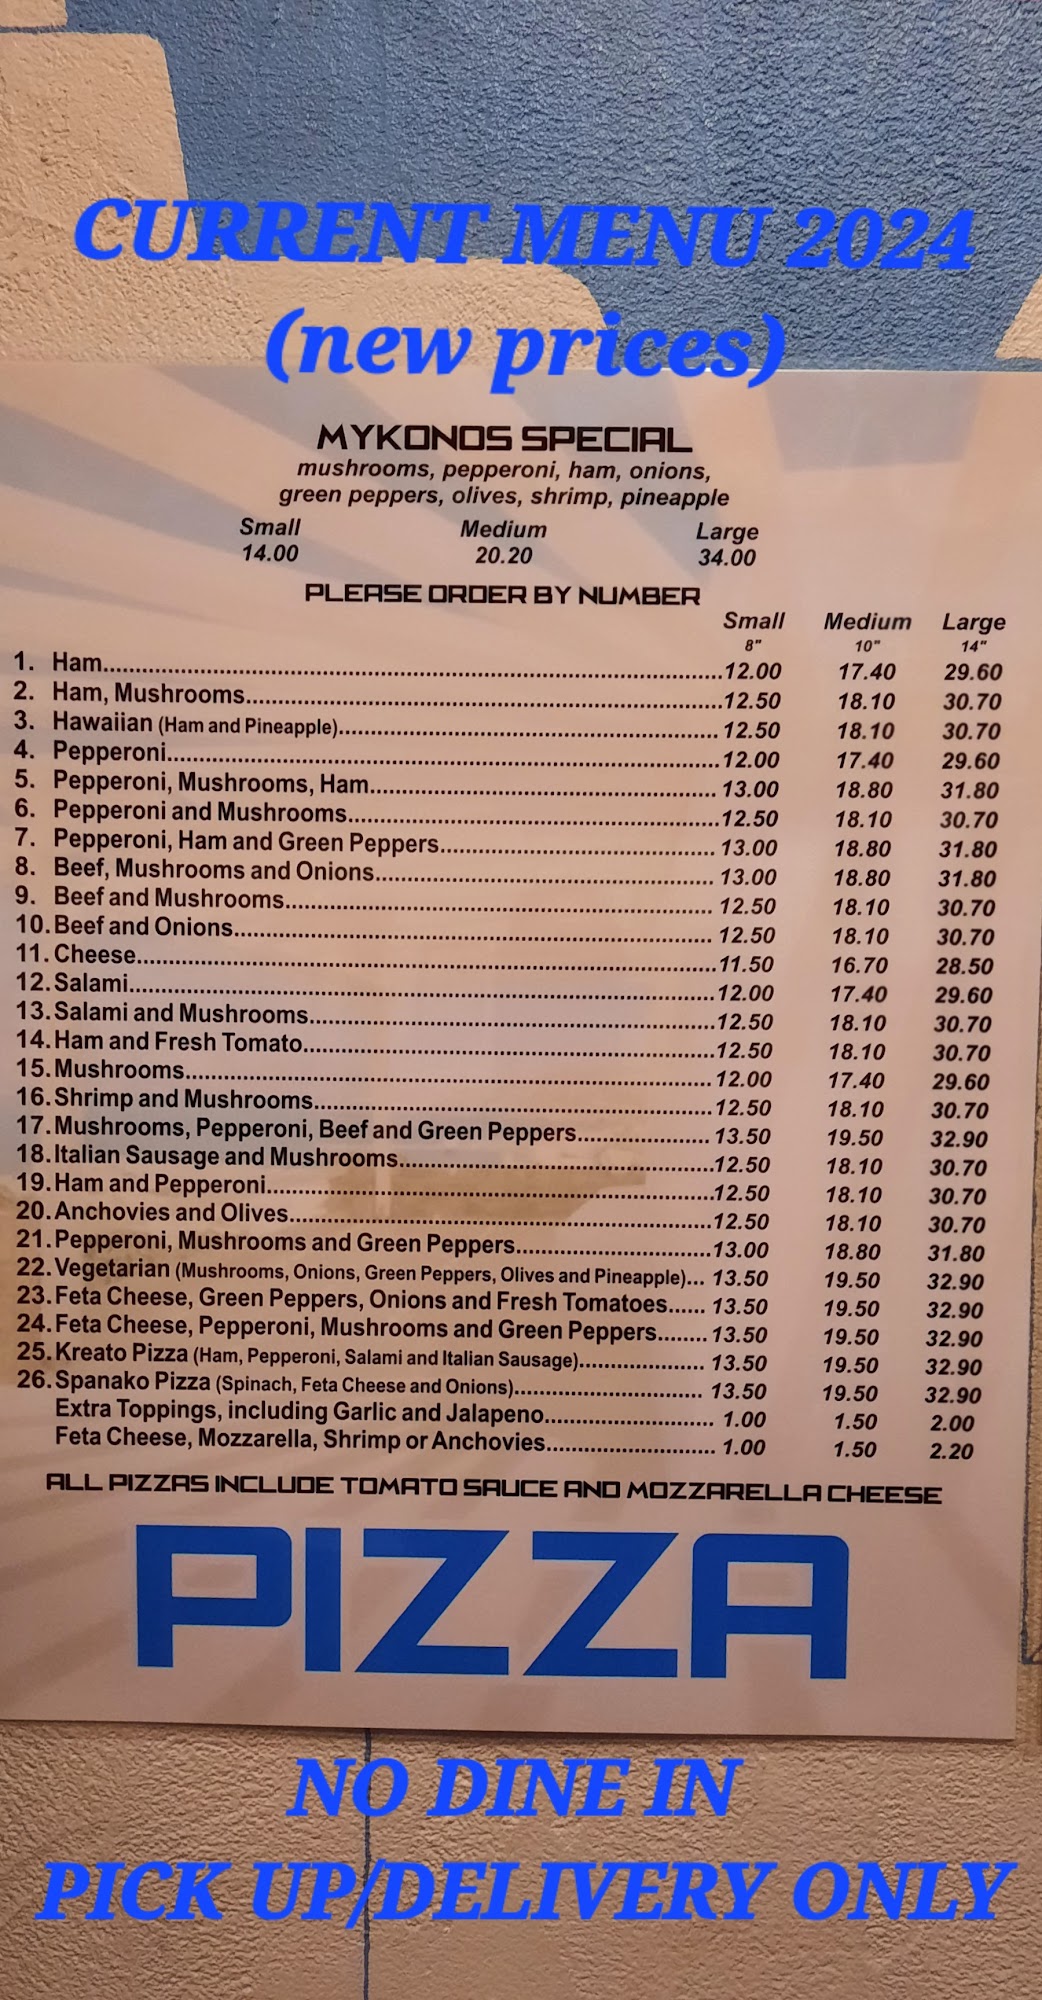 CURRENT MENU 2024
(new prices)
MYKONOS SPECIAL
mushrooms, pepperoni, ham, onions,
green peppers, olives, shrimp, pineapple
Small Medium Large
14.00 20.20 34.00
PLEASE ORDER BY NUMBER
Small Medium Large
8" 10" 14"
1. Ham 12.00 17.40 29.60
2. Ham, Mushrooms 12.50 18.10 30.70
3. Hawaiian (Ham and Pineapple) 12.50 18.10 30.70
4. Pepperoni 12.00 17.40 29.60
5. Pepperoni, Mushrooms, Ham 13.00 18.80 31.80
6. Pepperoni and Mushrooms 12.50 18.10 30.70
7. Pepperoni, Ham and Green Peppers 13.00 18.80 31.80
8. Beef, Mushrooms and Onions 13.00 18.80 31.80
9. Beef and Mushrooms 12.50 18.10 30.70
10. Beef and Onions 12.50 18.10 30.70
11. Cheese 11.50 16.70 28.50
12. Salami 12.00 17.40 29.60
13. Salami and Mushrooms 12.50 18.10 30.70
14. Ham and Fresh Tomato 12.50 18.10 30.70
15. Mushrooms 12.00 17.40 29.60
16. Shrimp and Mushrooms 12.50 18.10 30.70
17. Mushrooms, Pepperoni, Beef and Green Peppers 13.50 19.50 32.90
18. Italian Sausage and Mushrooms 12.50 18.10 30.70
19. Ham and Pepperoni 12.50 18.10 30.70
20. Anchovies and Olives 12.50 18.10 30.70
21. Pepperoni, Mushrooms and Green Peppers 13.00 18.80 31.80
22. Vegetarian (Mushrooms, Onions, Green Peppers, Olives and Pineapple) 13.50 19.50 32.90
23. Feta Cheese, Green Peppers, Onions and Fresh Tomatoes 13.50 19.50 32.90
24. Feta Cheese, Pepperoni, Mushrooms and Green Peppers 13.50 19.50 32.90
25. Kreato Pizza (Ham, Pepperoni, Salami and Italian Sausage) 13.50 19.50 32.90
26. Spanako Pizza (Spinach, Feta Cheese and Onions) 13.50 19.50 32.90
Extra Toppings, including Garlic and Jalapeno 1.00 1.50 2.00
Feta Cheese, Mozzarella, Shrimp or Anchovies 1.00 1.50 2.20
ALL PIZZAS INCLUDE TOMATO SAUCE AND MOZZARELLA CHEESE
PIZZA
NO DINE IN
PICK UP/DELIVERY ONLY